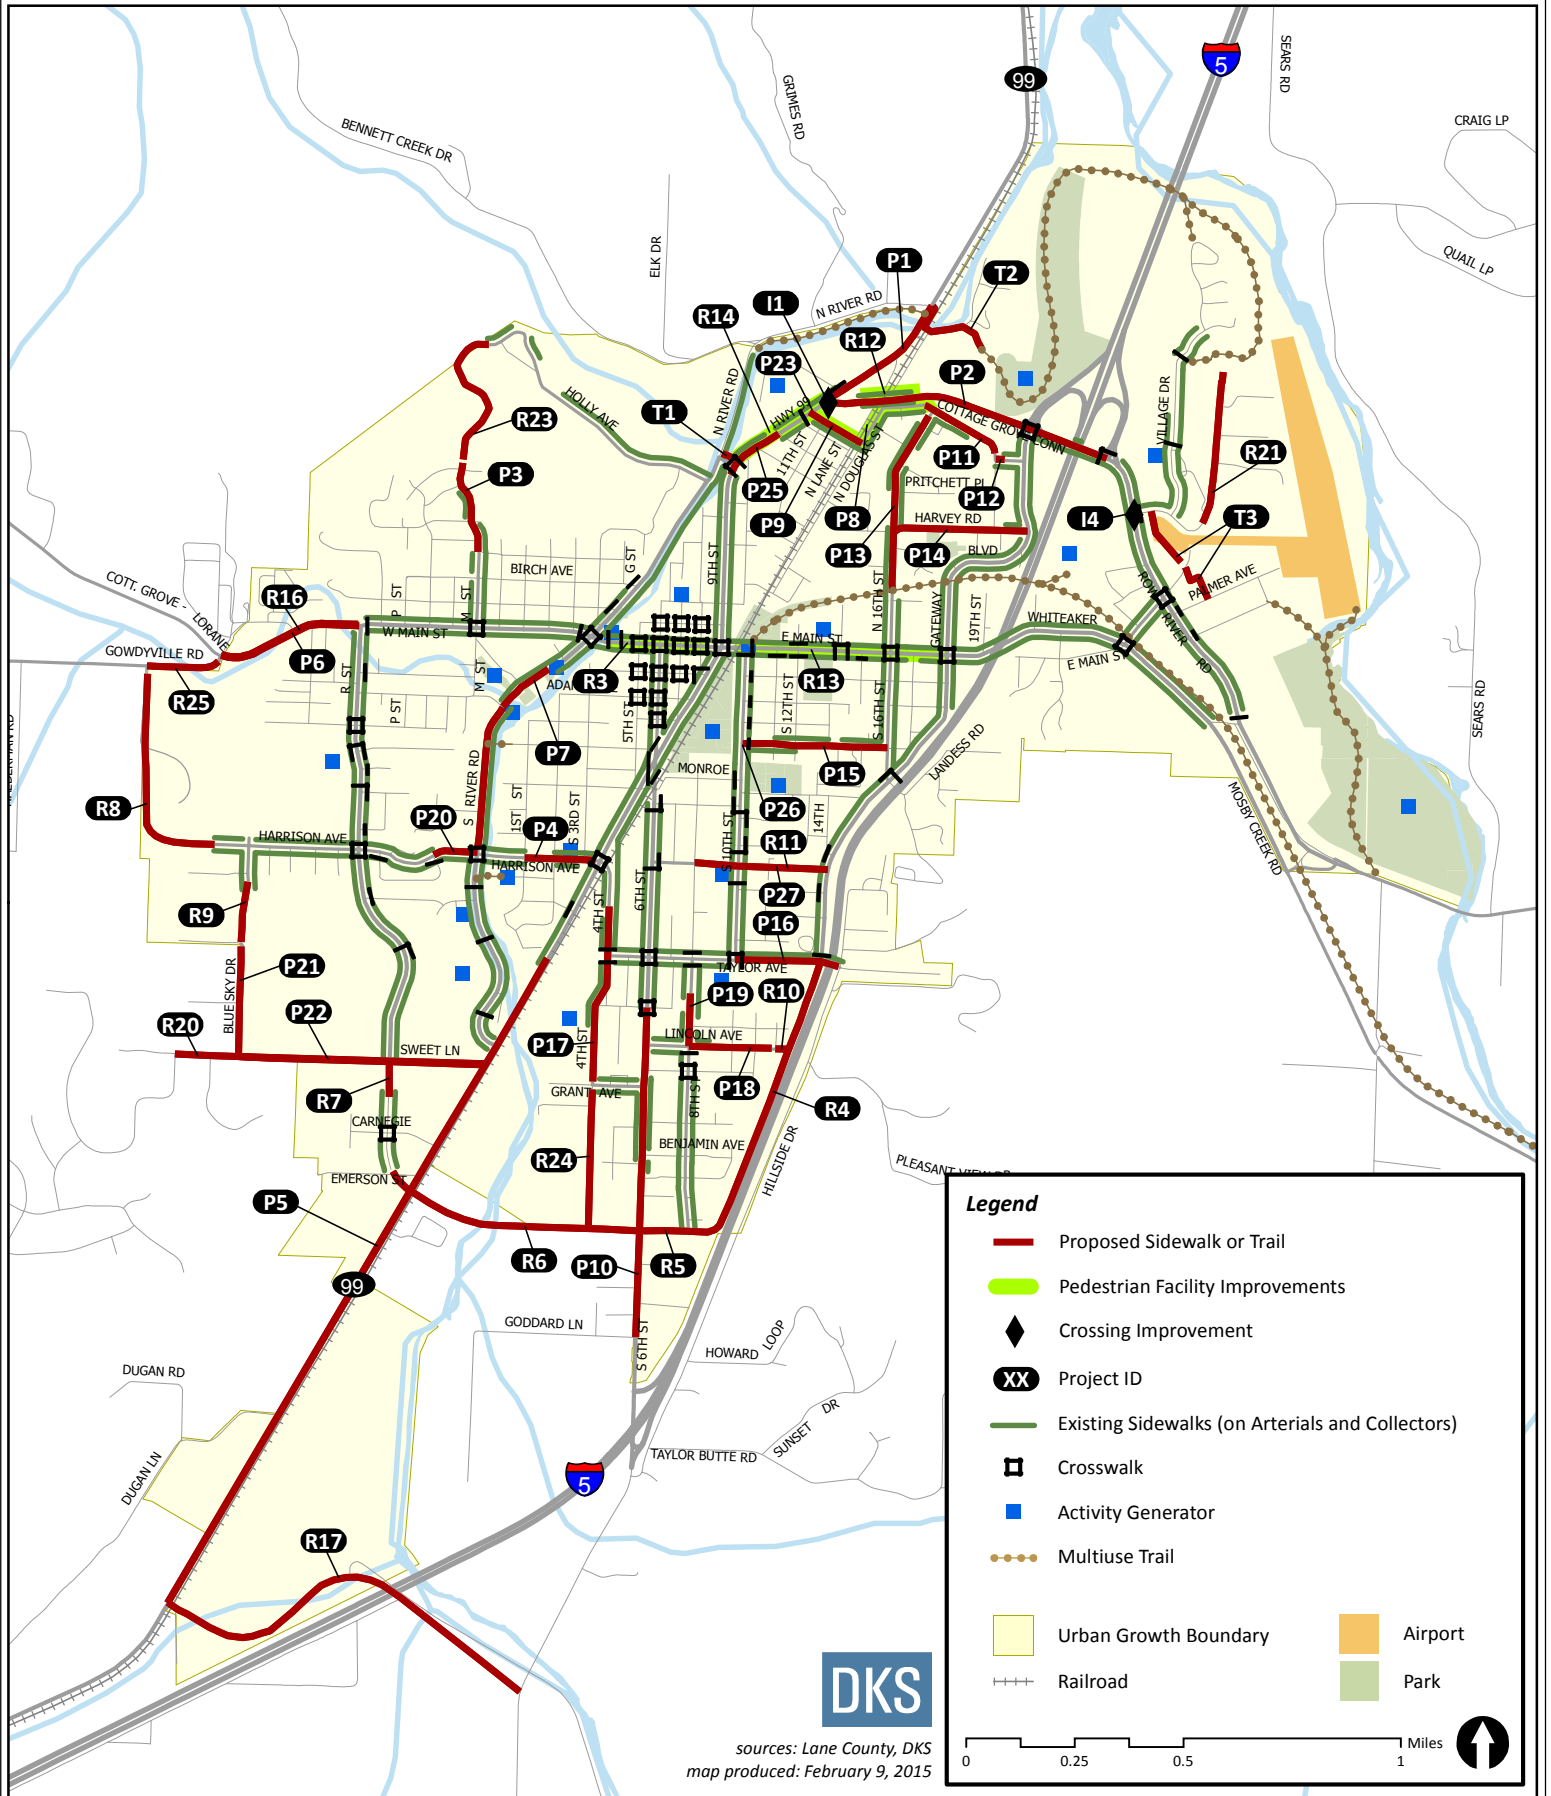 SEARS RD
5
99
GRIMES RD
CRAIG LP
BENNETT CREEK DR
ELK DR
QUAIL LP
P1
T2
N RIVER RD
I1
R14
R12
P23
P2
N RIVER RD
HOLLY AVE
T1
HWY 99
COTTAGE GROVE CONN
VILLAGE DR
R23
11TH ST
N LANE ST
N DOUGLAS ST
P11
R21
P3
PRITCHETT PL
P25
P12
P9
P8
HARVEY RD
I4
T3
P13
P14
BLVD
9TH ST
G ST
BIRCH AVE
COTT. GROVE - LORANE
P ST
M ST
ROW RIVER RD
PALMER AVE
R16
N 16TH ST
GATEWAY
19TH ST
WHITEAKER
W MAIN ST
E MAIN ST
GOWDYVILLE RD
P6
E MAIN ST
R3
R13
R ST
M ST
R25
P ST
S 12TH ST
S 16TH ST
SEARS RD
5TH ST
P7
LANDESS RD
MONROE
P15
S RIVER RD
1ST ST
S 3RD ST
MOSBY CREEK RD
R8
P26
14TH
P20
P4
HARRISON AVE
R11
S 10TH ST
HARRISON AVE
P27
6TH ST
R9
4TH ST
P16
P21
TAYLOR AVE
BLUE SKY DR
P19
R10
P22
R20
LINCOLN AVE
P17
4TH ST
SWEET LN
P18
GRANT AVE
8TH ST
R7
R4
CARNEGIE
BENJAMIN AVE
R24
HILLSIDE DR
EMERSON ST
P5
R6
P10
R5
99
GODDARD LN
S 6TH ST
HOWARD LOOP
DUGAN RD
SUNSET DR
TAYLOR BUTTE RD
DUGAN LN
5
R17
Legend
Proposed Sidewalk or Trail
Pedestrian Facility Improvements
Crossing Improvement
XX Project ID
Existing Sidewalks (on Arterials and Collectors)
Crosswalk
Activity Generator
Multiuse Trail
Urban Growth Boundary
Airport
Railroad
Park
Miles
0 0.25 0.5 1
DKS
sources: Lane County, DKS
map produced: February 9, 2015